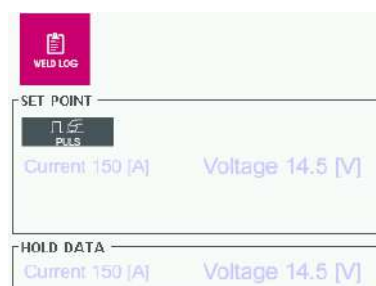 WELD LOG
SET POINT
PULS
Current 150 [A] Voltage 14.5 [V]
HOLD DATA
Current 150 [A] Voltage 14.5 [V]